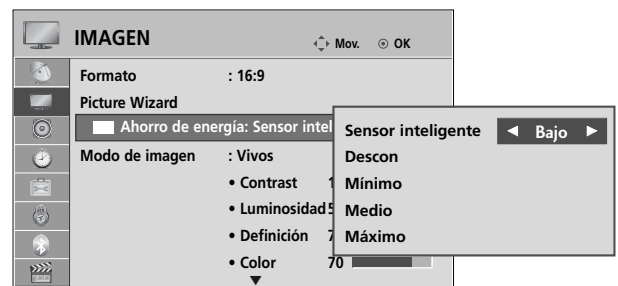 IMAGEN
Mov.
OK
Formato : 16:9
Picture Wizard
Ahorro de energía: Sensor
Modo de imagen : Vivos
• Contrast
• Luminosidad
• Definición
• Color 70
Sensor inteligente ◄ Bajo ►
Descon
Mínimo
Medio
Máximo